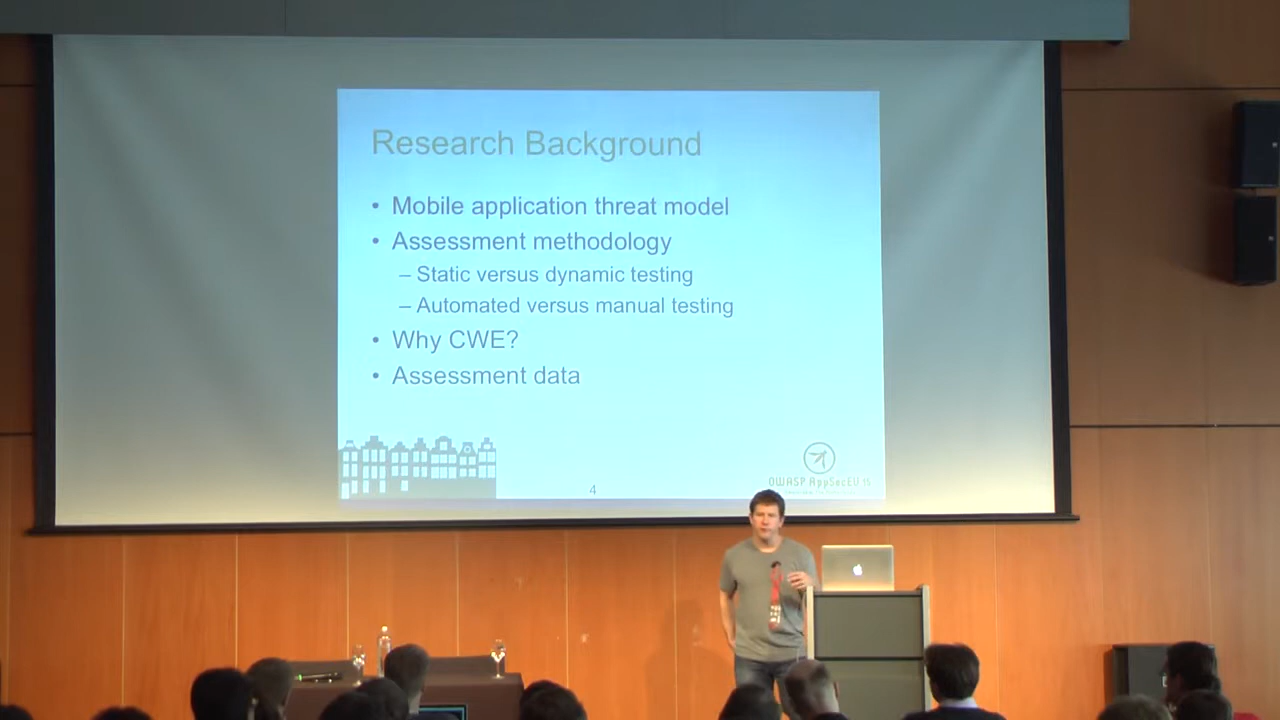 Research Background
• Mobile application threat model
• Assessment methodology
– Static versus dynamic testing
– Automated versus manual testing
• Why CWE?
• Assessment data
4
OWASP AppSecEU15